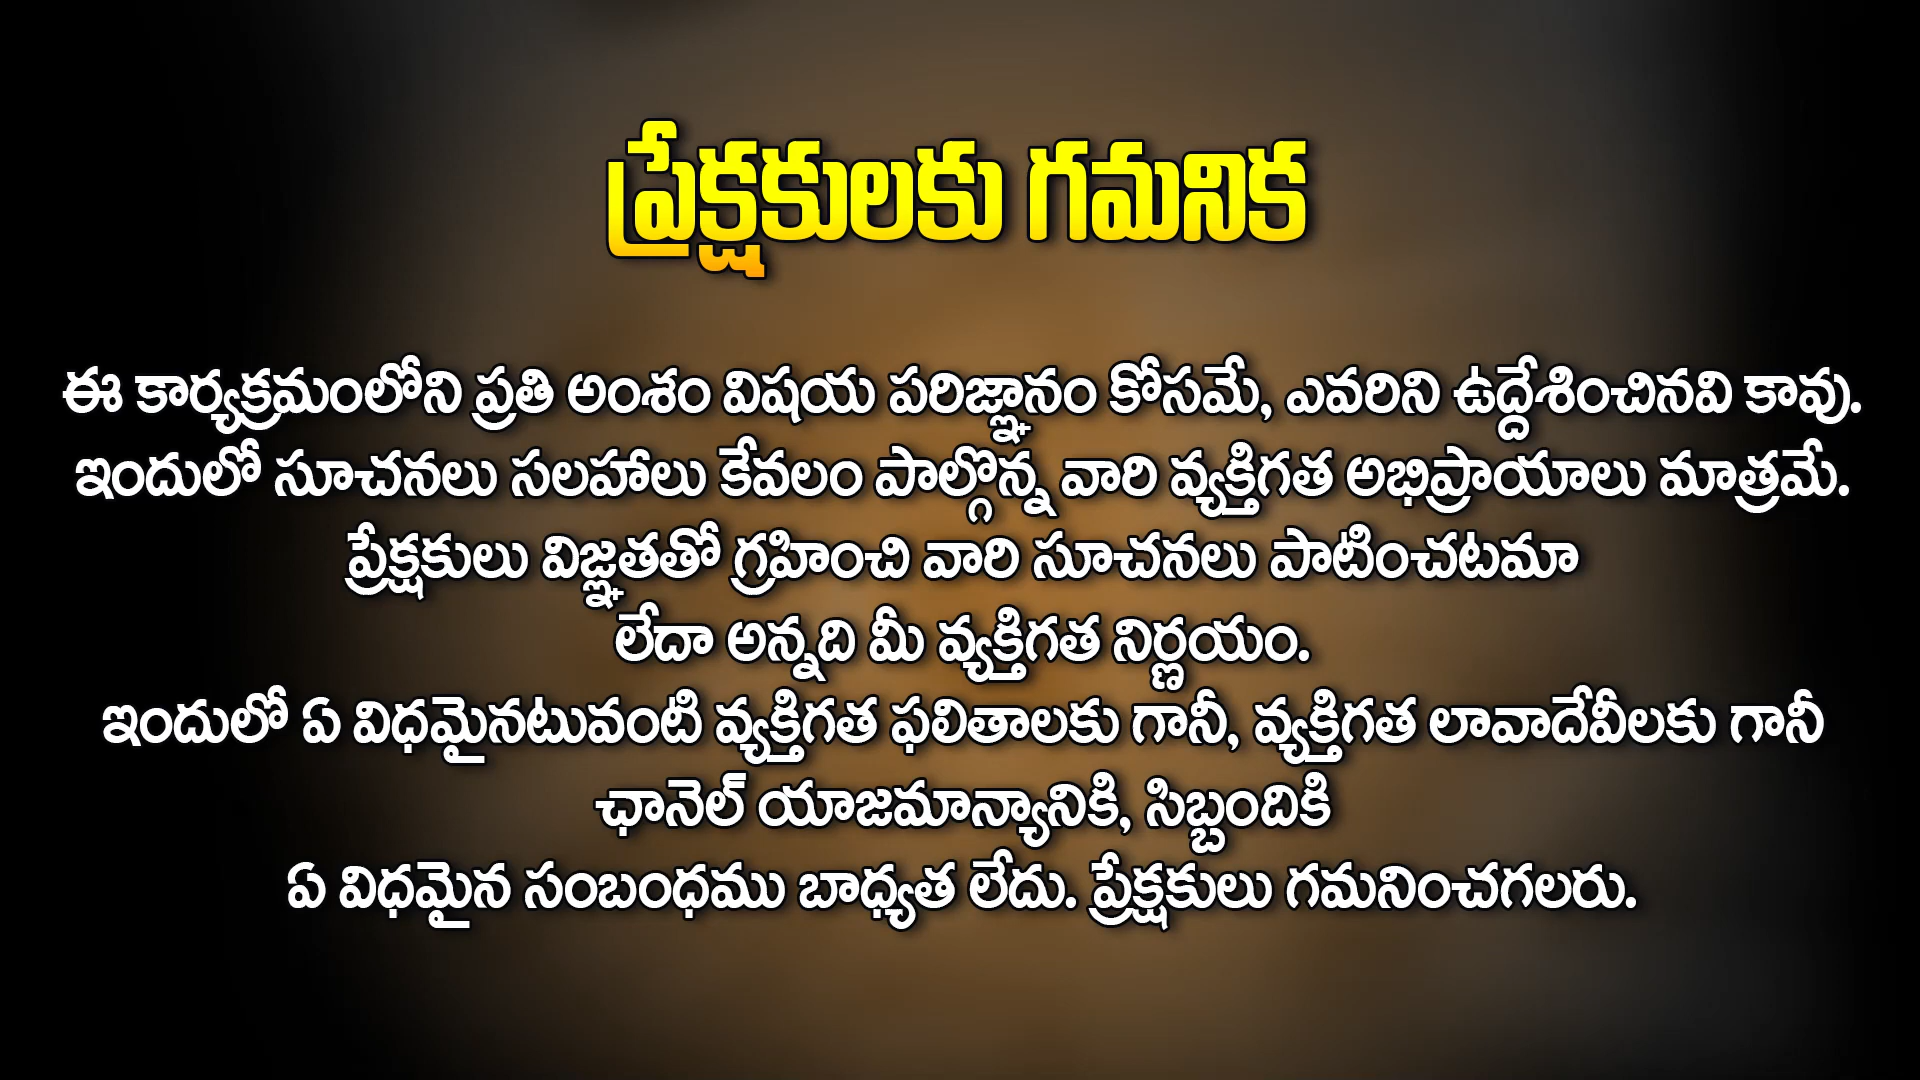 ప్రేక్షకులకు గమనిక
ఈ కార్యక్రమంలోని ప్రతి అంశం విషయ పరిజ్ఞానం కోసమే, ఎవరిని ఉద్దేశించినవి కావు.
ఇందులో సూచనలు సలహాలు కేవలం పాల్గొన్న వారి వ్యక్తిగత అభిప్రాయాలు మాత్రమే.
ప్రేక్షకులు విజ్ఞతతో గ్రహించి వారి సూచనలు పాటించటమా
లేదా అన్నది మీ వ్యక్తిగత నిర్ణయం.
ఇందులో ఏ విధమైనటువంటి వ్యక్తిగత ఫలితాలకు గానీ, వ్యక్తిగత లావాదేవీలకు గానీ
ఛానెల్ యాజమాన్యానికి, సిబ్బందికి
ఏ విధమైన సంబంధము బాధ్యత లేదు. ప్రేక్షకులు గమనించగలరు.